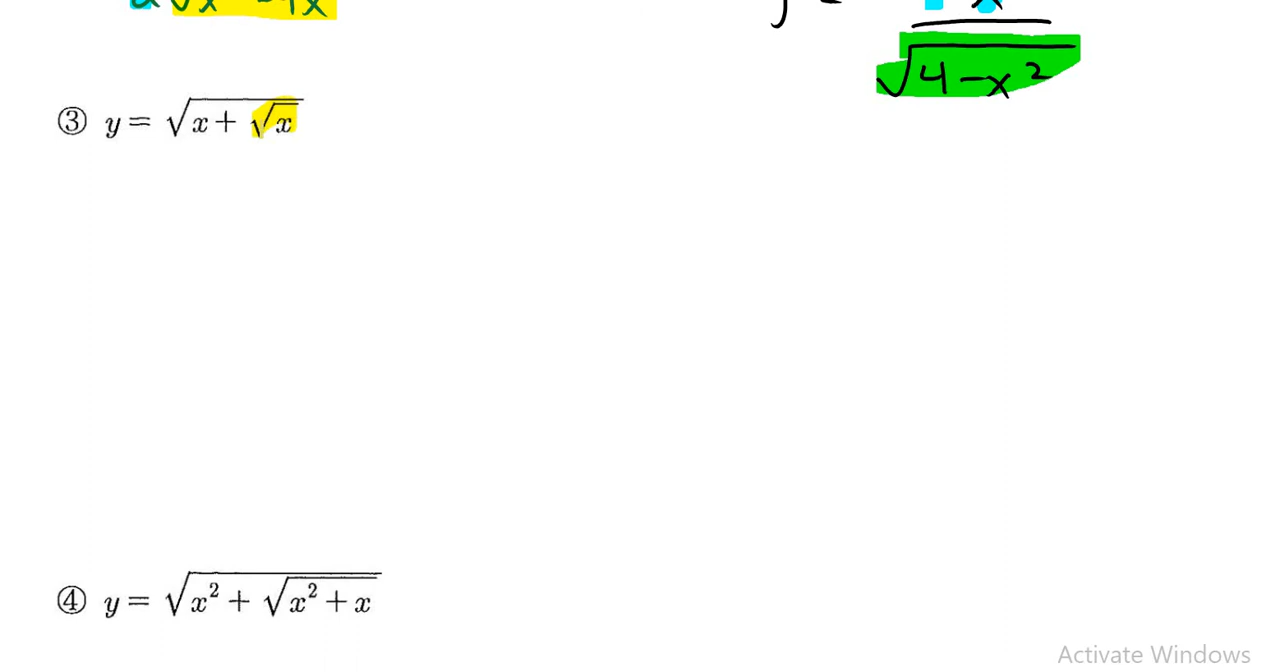 √(4-x²)
③ y = √(x + √x)
④ y = √(x² + √(x² + x))
Activate Windows